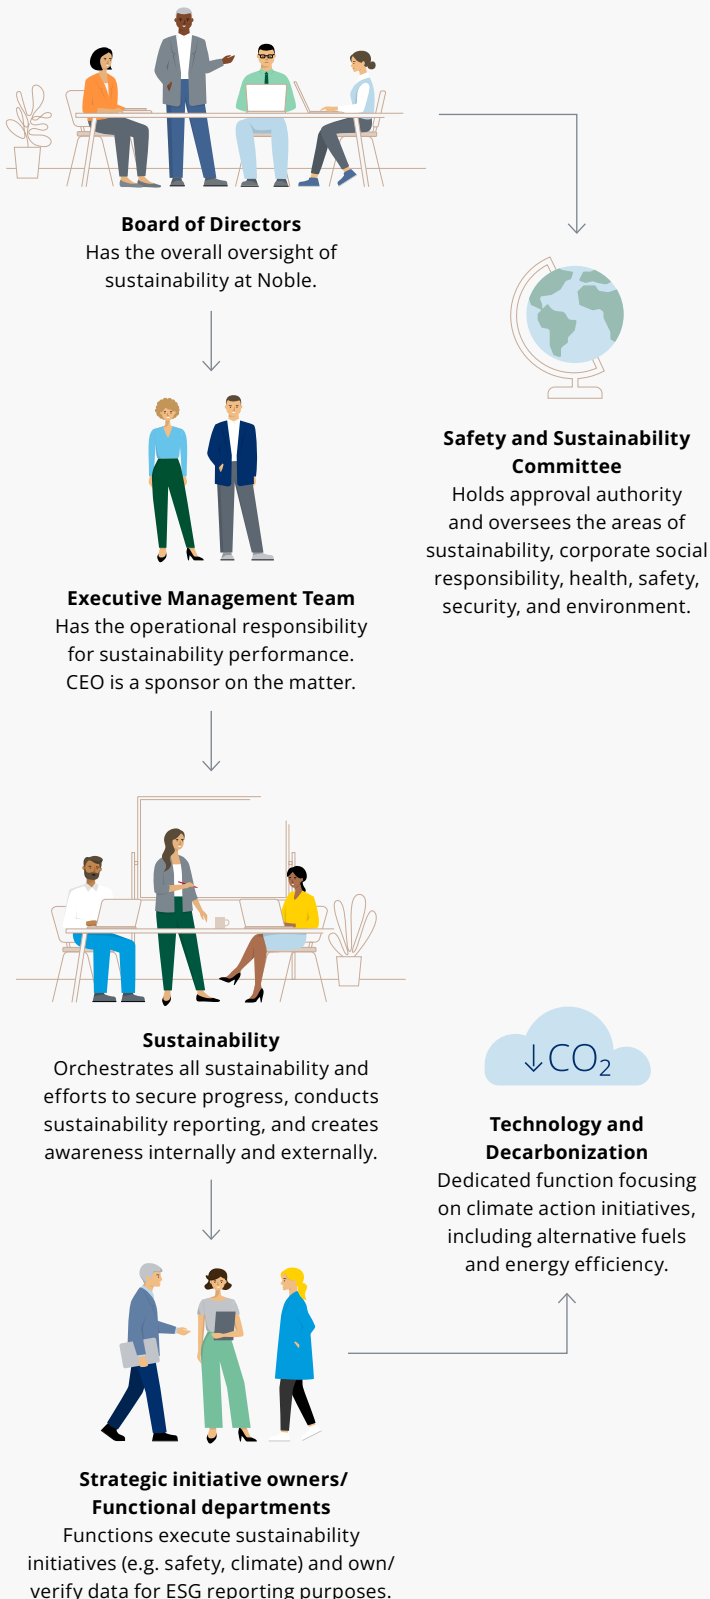 Board of Directors
Has the overall oversight of
sustainability at Noble.
Safety and Sustainability
Committee
Holds approval authority
and oversees the areas of
sustainability, corporate social
responsibility, health, safety,
security, and environment.
Executive Management Team
Has the operational responsibility
for sustainability performance.
CEO is a sponsor on the matter.
Sustainability
Orchestrates all sustainability and
efforts to secure progress, conducts
sustainability reporting, and creates
awareness internally and externally.
↓CO₂
Technology and
Decarbonization
Dedicated function focusing
on climate action initiatives,
including alternative fuels
and energy efficiency.
Strategic initiative owners/
Functional departments
Functions execute sustainability
initiatives (e.g. safety, climate) and own/
verify data for ESG reporting purposes.